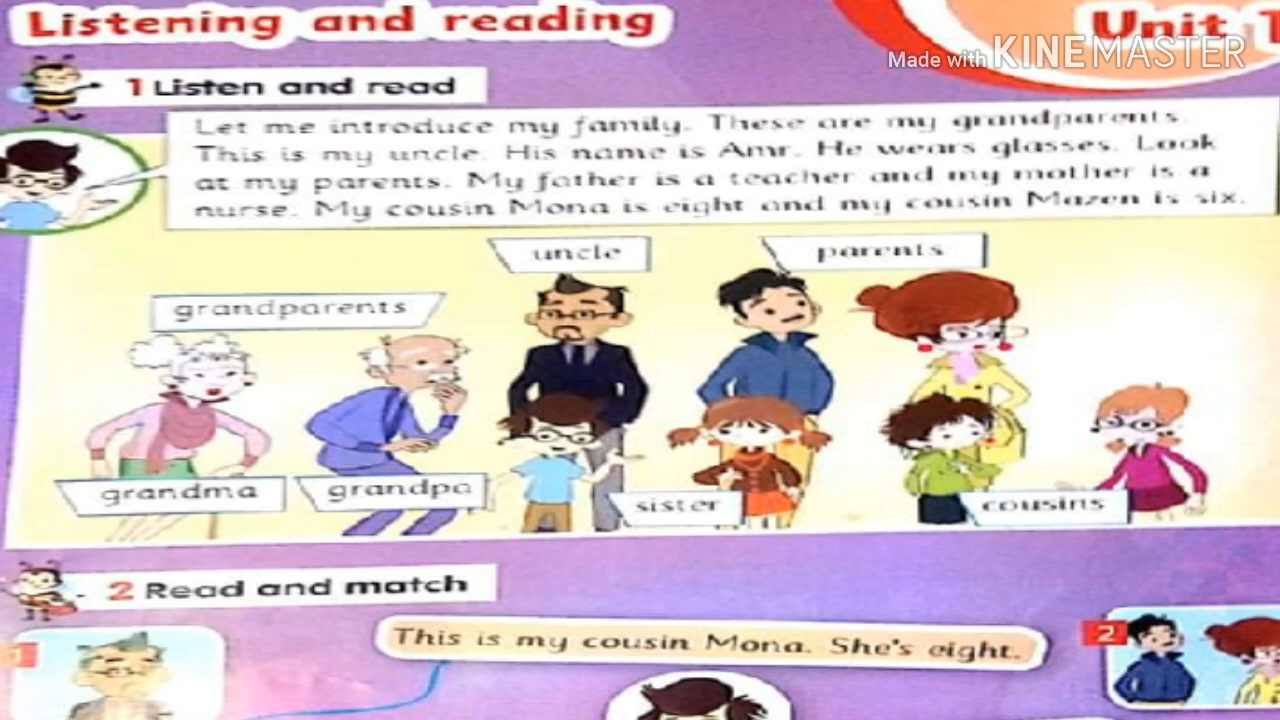 Listening and reading
Unit 1
Made with KINEMASTER
1 Listen and read
Let me introduce my family. These are my grandparents.
This is my uncle. His name is Amr. He wears glasses. Look
at my parents. My father is a teacher and my mother is a
nurse. My cousin Mona is eight and my cousin Mazen is six.
uncle
parents
grandparents
grandma
grandpa
sister
cousins
2 Read and match
1
This is my cousin Mona. She's eight.
2